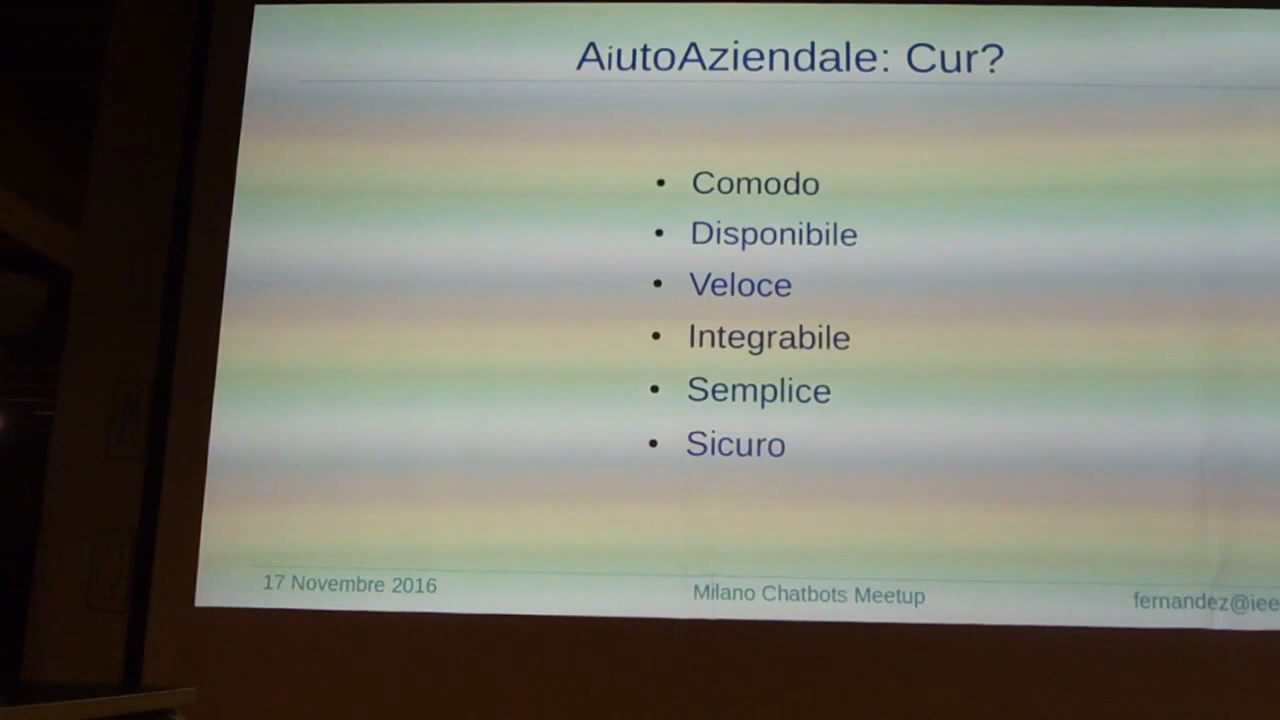 AiutoAziendale: Cur?
• Comodo
• Disponibile
• Veloce
• Integrabile
• Semplice
• Sicuro
17 Novembre 2016
Milano Chatbots Meetup
fernandez@iee